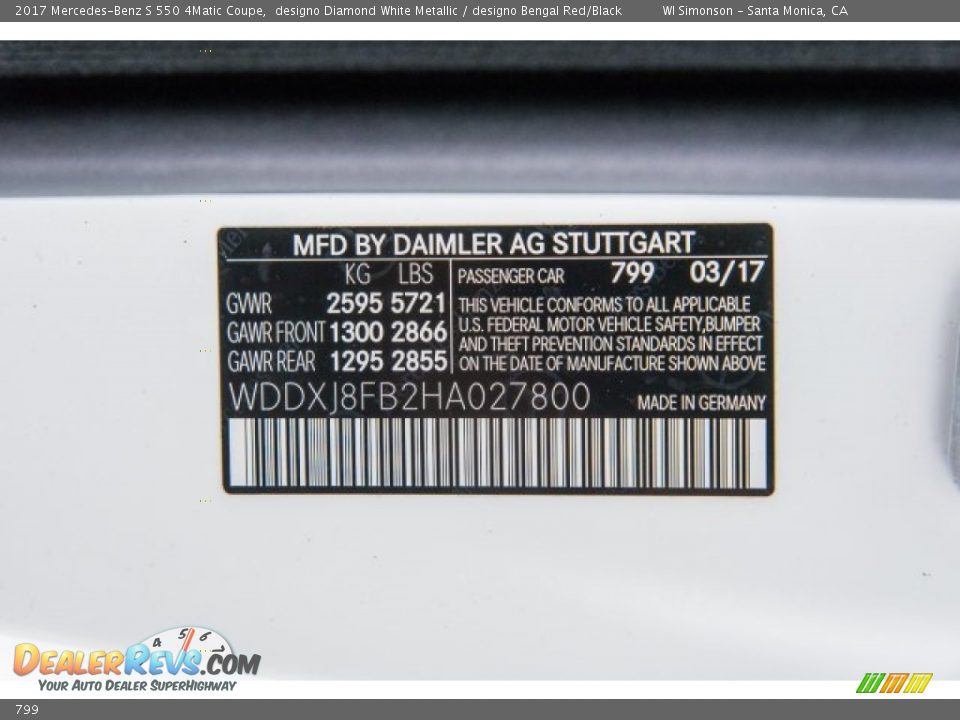 2017 Mercedes-Benz S 550 4Matic Coupe, designo Diamond White Metallic / designo Bengal Red/Black WI Simonson - Santa Monica, CA
MFD BY DAIMLER AG STUTTGART
KG LBS PASSENGER CAR 799 03/17
GVWR 2595 5721 THIS VEHICLE CONFORMS TO ALL APPLICABLE
GAWR FRONT 1300 2866 U.S. FEDERAL MOTOR VEHICLE SAFETY,BUMPER
AND THEFT PREVENTION STANDARDS IN EFFECT
GAWR REAR 1295 2855 ON THE DATE OF MANUFACTURE SHOWN ABOVE
WDDXJ8FB2HA027800 MADE IN GERMANY
4 5 6 7
DEALERREVS.COM
YOUR AUTO DEALER SUPERHIGHWAY
799